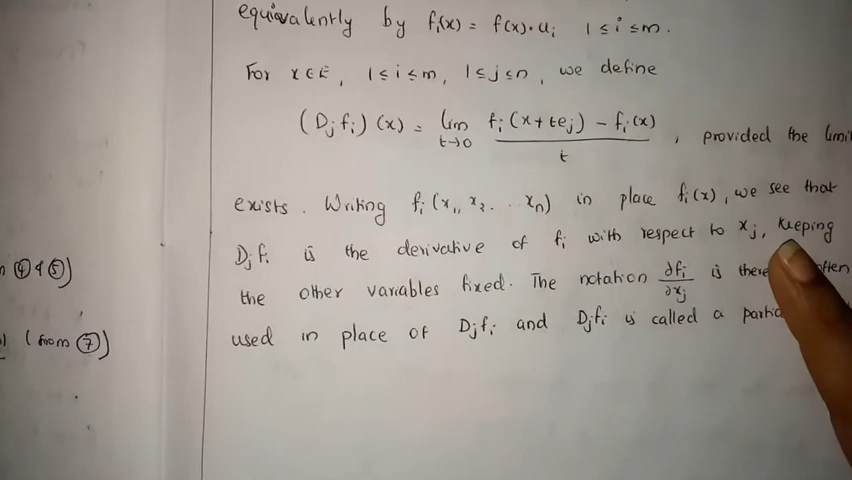 equivalently by fᵢ(x) = f(x)·uᵢ 1 ≤ i ≤ m.
For x ∈ E, 1 ≤ i ≤ m, 1 ≤ j ≤ n, we define
(Dⱼfᵢ)(x) = lim t→0 fᵢ(x+teⱼ) − fᵢ(x) / t , provided the limi
exists. Writing fᵢ(x₁, x₂ ... xₙ) in place fᵢ(x), we see that
Dⱼfᵢ is the derivative of fᵢ with respect to xⱼ, keeping
④ & ⑤)
the other variables fixed. The notation ∂fᵢ/∂xⱼ is there ften
used in place of Dⱼfᵢ and Dⱼfᵢ is called a partic
(from ⑦)